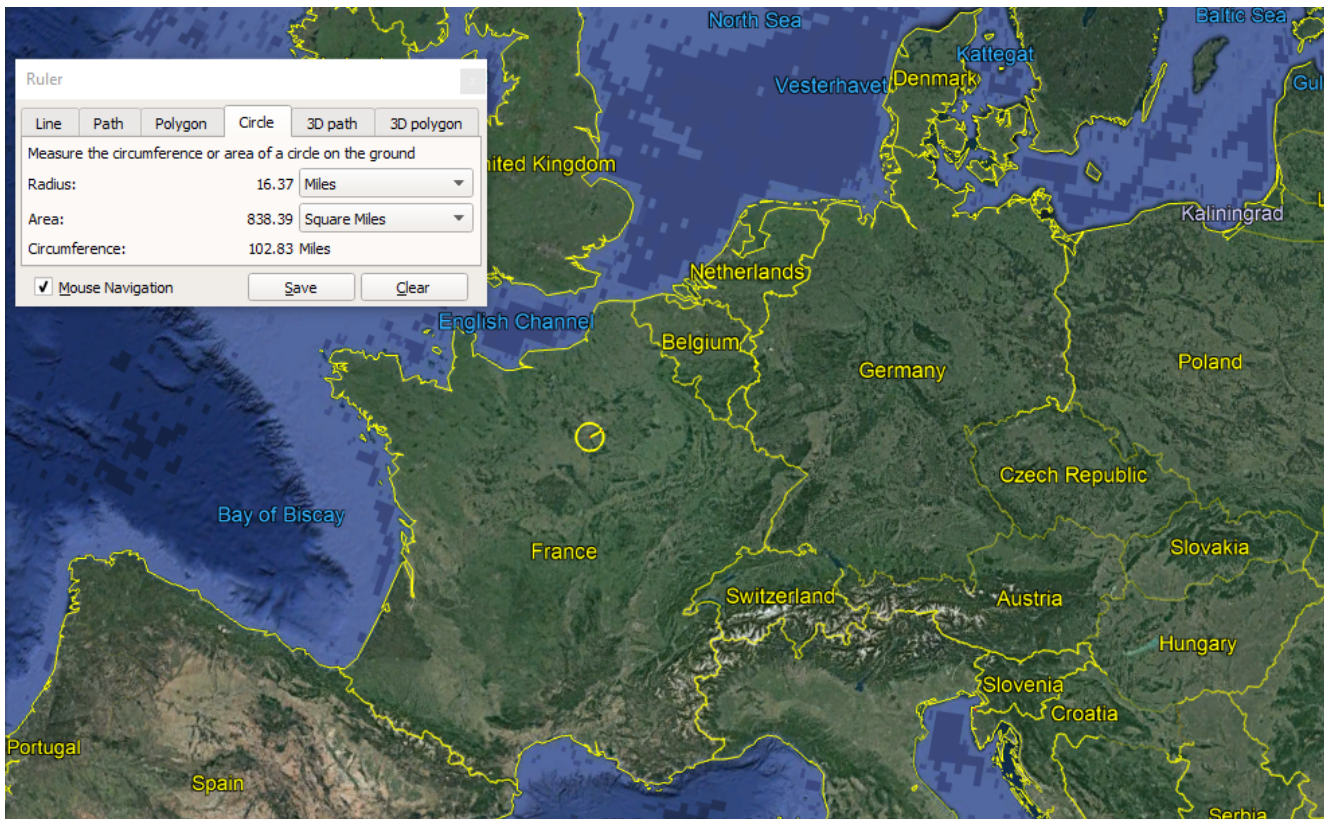 North Sea
Baltic Sea
Kattegat
Vesterhavet
Denmark
Gul
Ruler
Line
Path
Polygon
Circle
3D path
3D polygon
Measure the circumference or area of a circle on the ground
Radius:
16.37
Miles
Area:
838.39
Square Miles
Circumference:
102.83 Miles
Mouse Navigation
Save
Clear
nited Kingdom
L
Kaliningrad
Netherlands
English Channel
Belgium
Germany
Poland
Czech Republic
Bay of Biscay
France
Slovakia
Switzerland
Austria
Hungary
Slovenia
Croatia
Portugal
Spain
Serbia